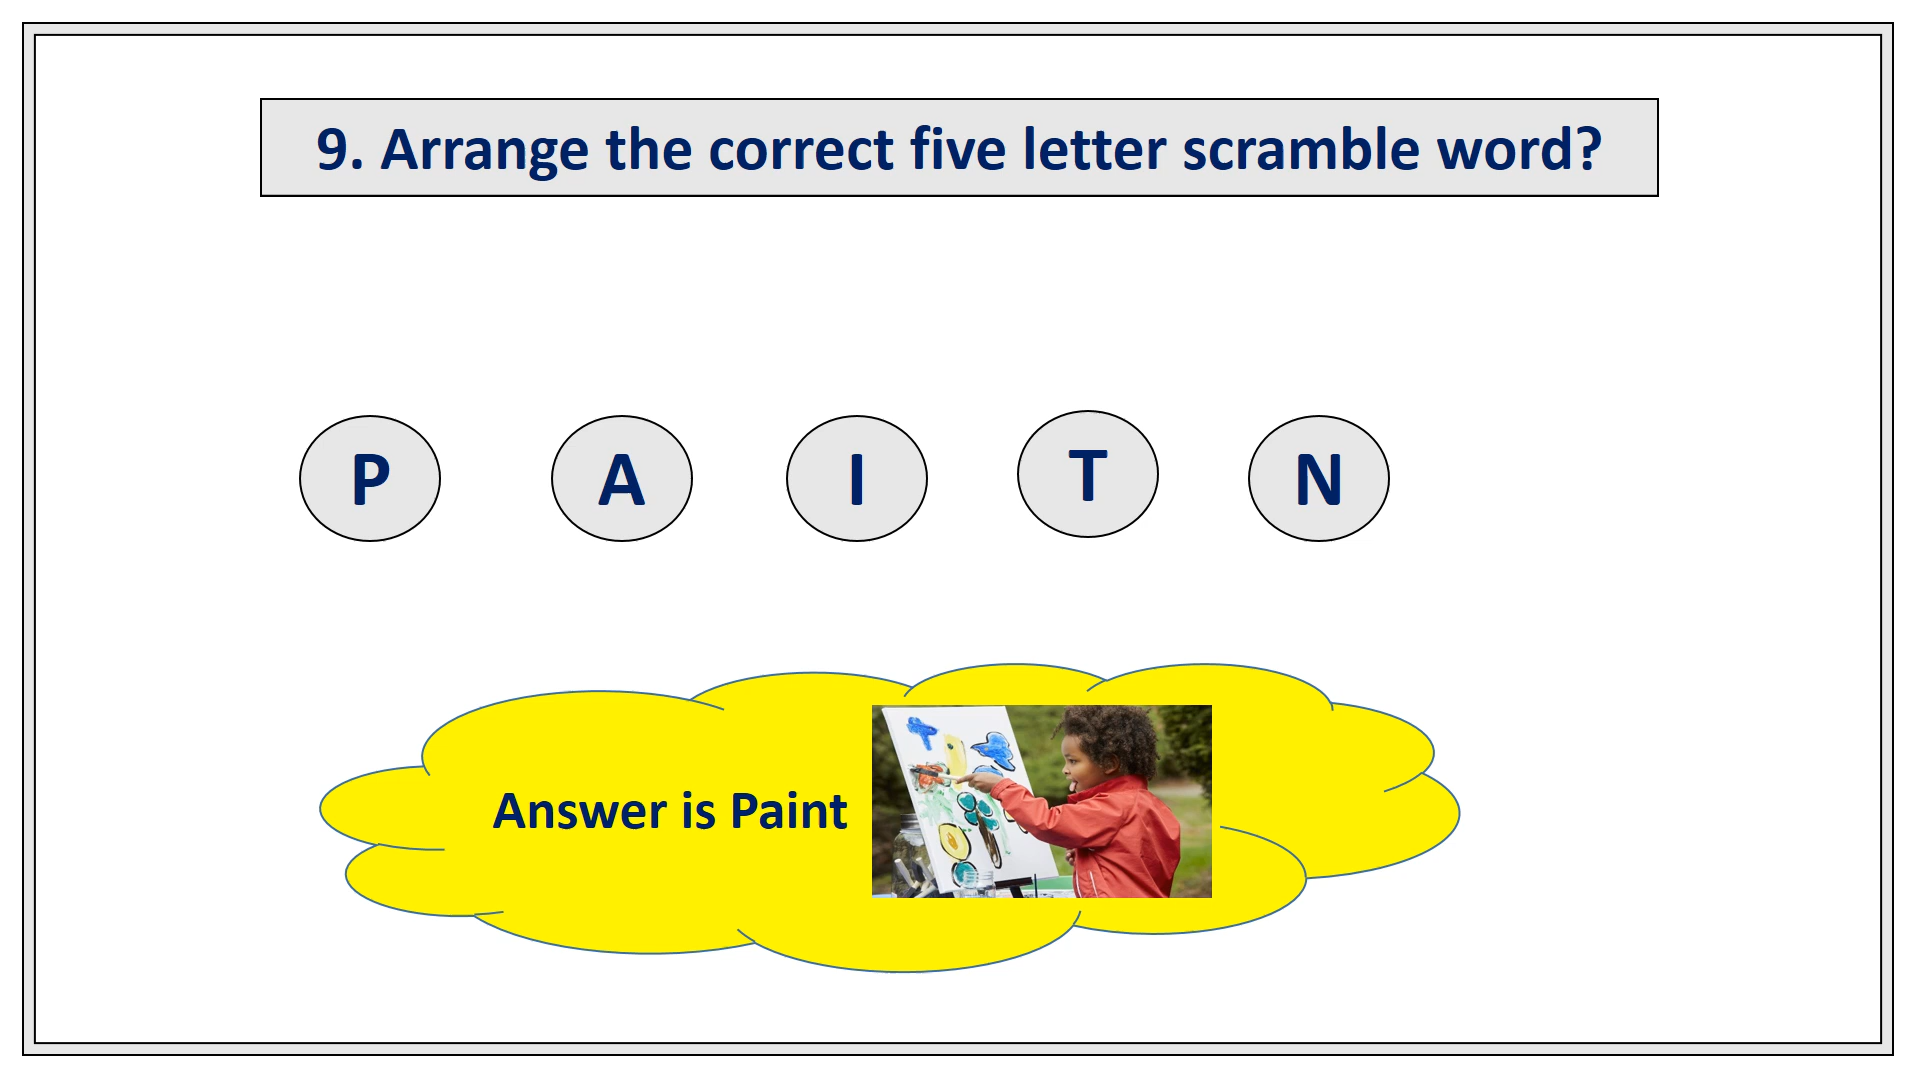 9. Arrange the correct five letter scramble word?
P A I T N
Answer is Paint